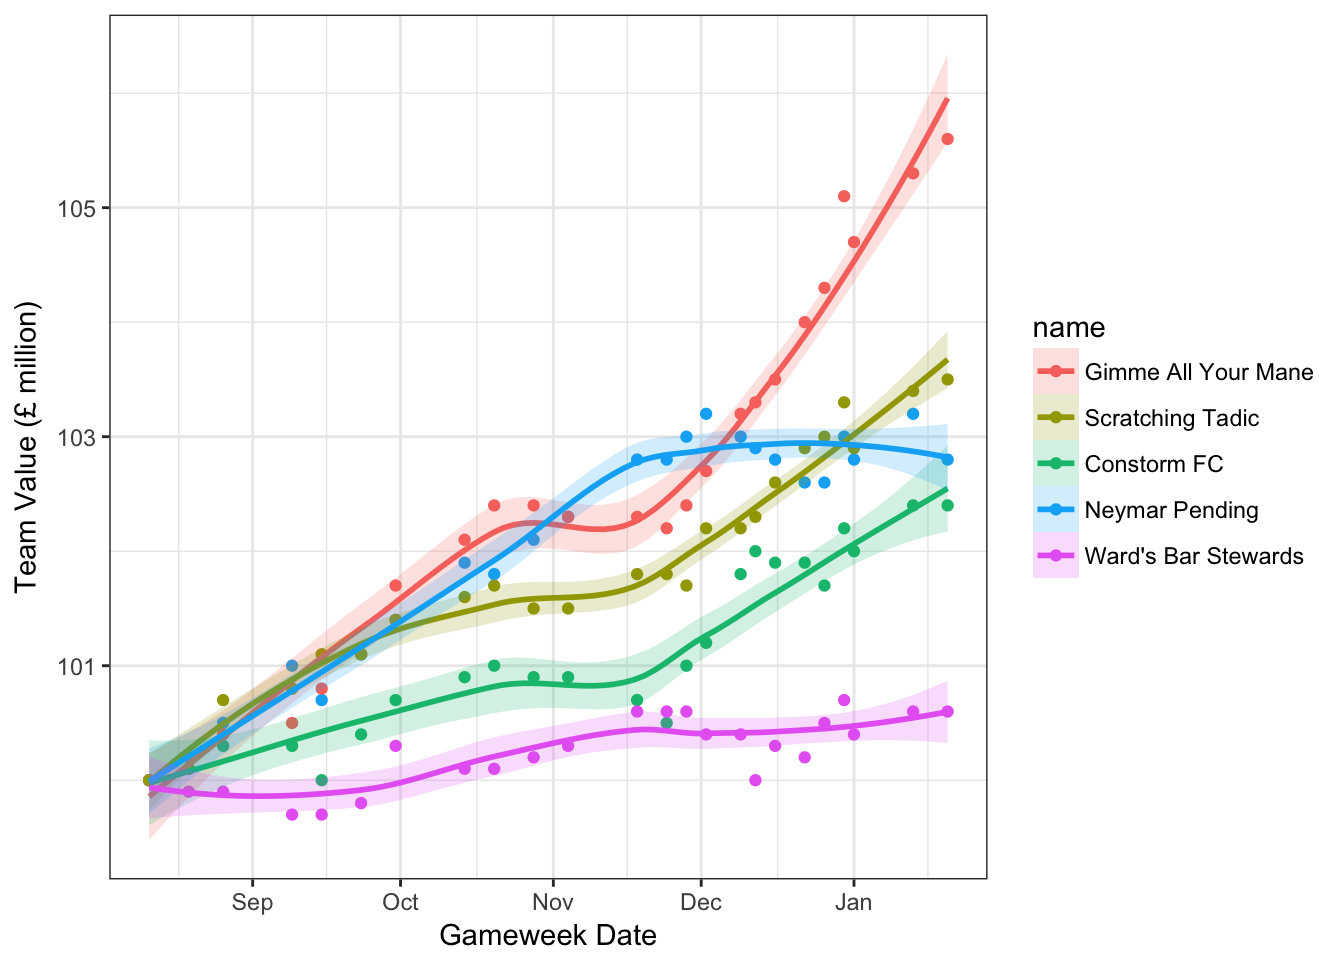 Team Value (£ million)
105
103
101
Sep Oct Nov Dec Jan
Gameweek Date
name
Gimme All Your Mane
Scratching Tadic
Constorm FC
Neymar Pending
Ward's Bar Stewards